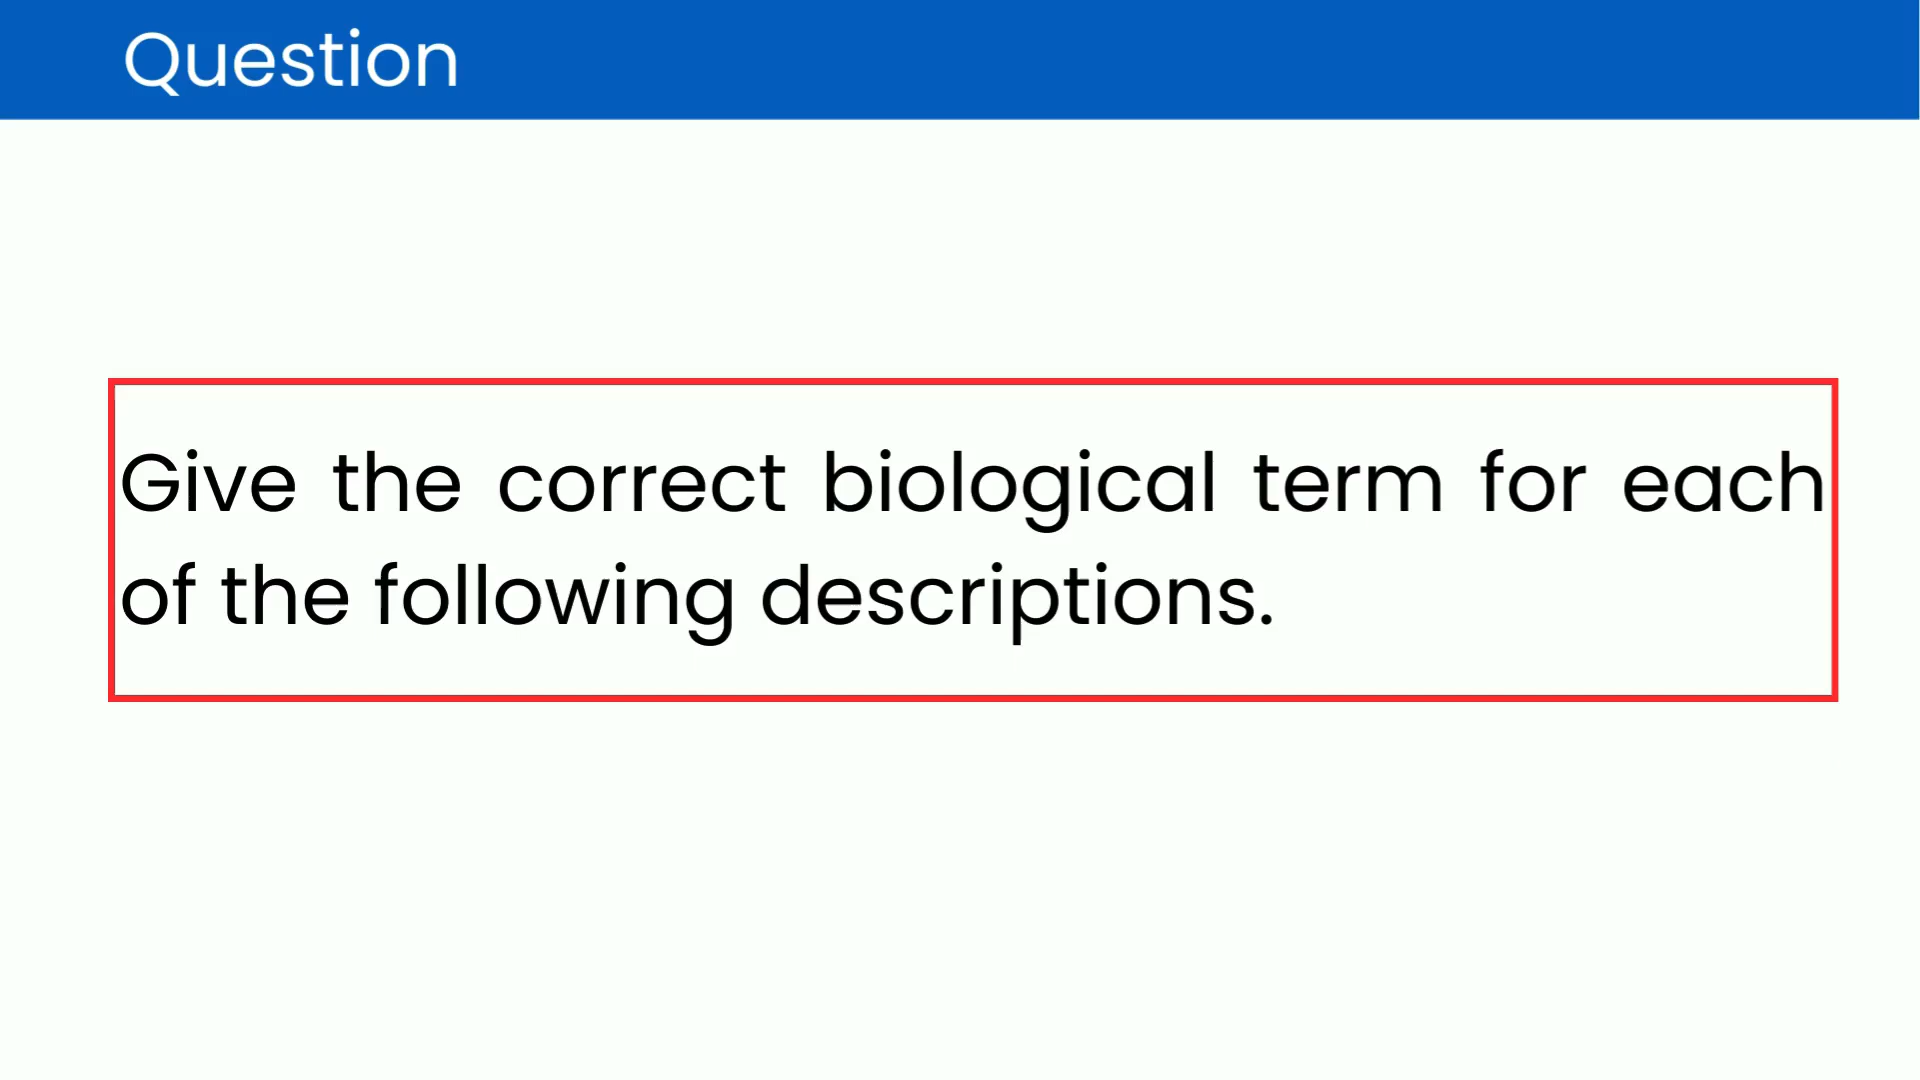 Question
Give the correct biological term for each
of the following descriptions.